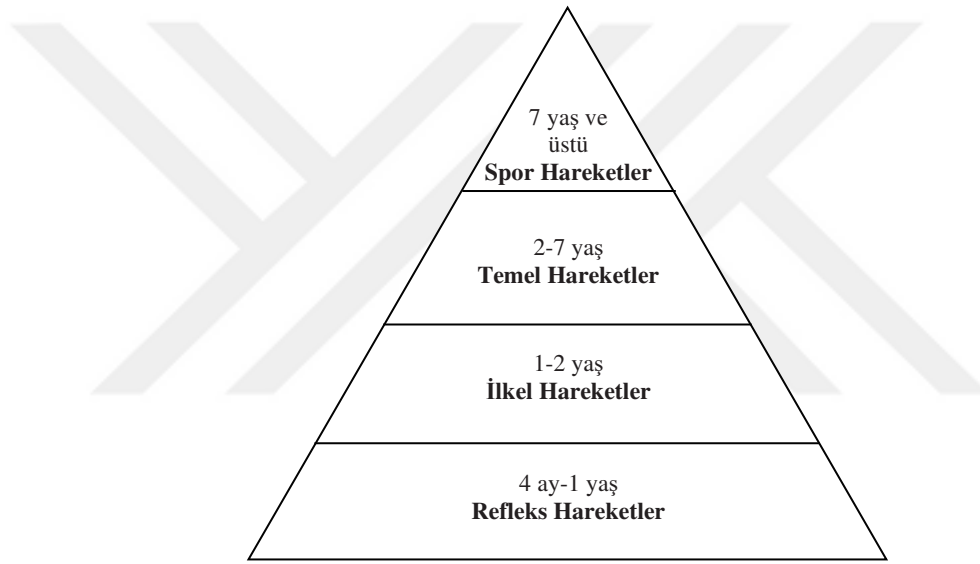 7 yaş ve
üstü
Spor Hareketler
2-7 yaş
Temel Hareketler
1-2 yaş
İlkel Hareketler
4 ay-1 yaş
Refleks Hareketler